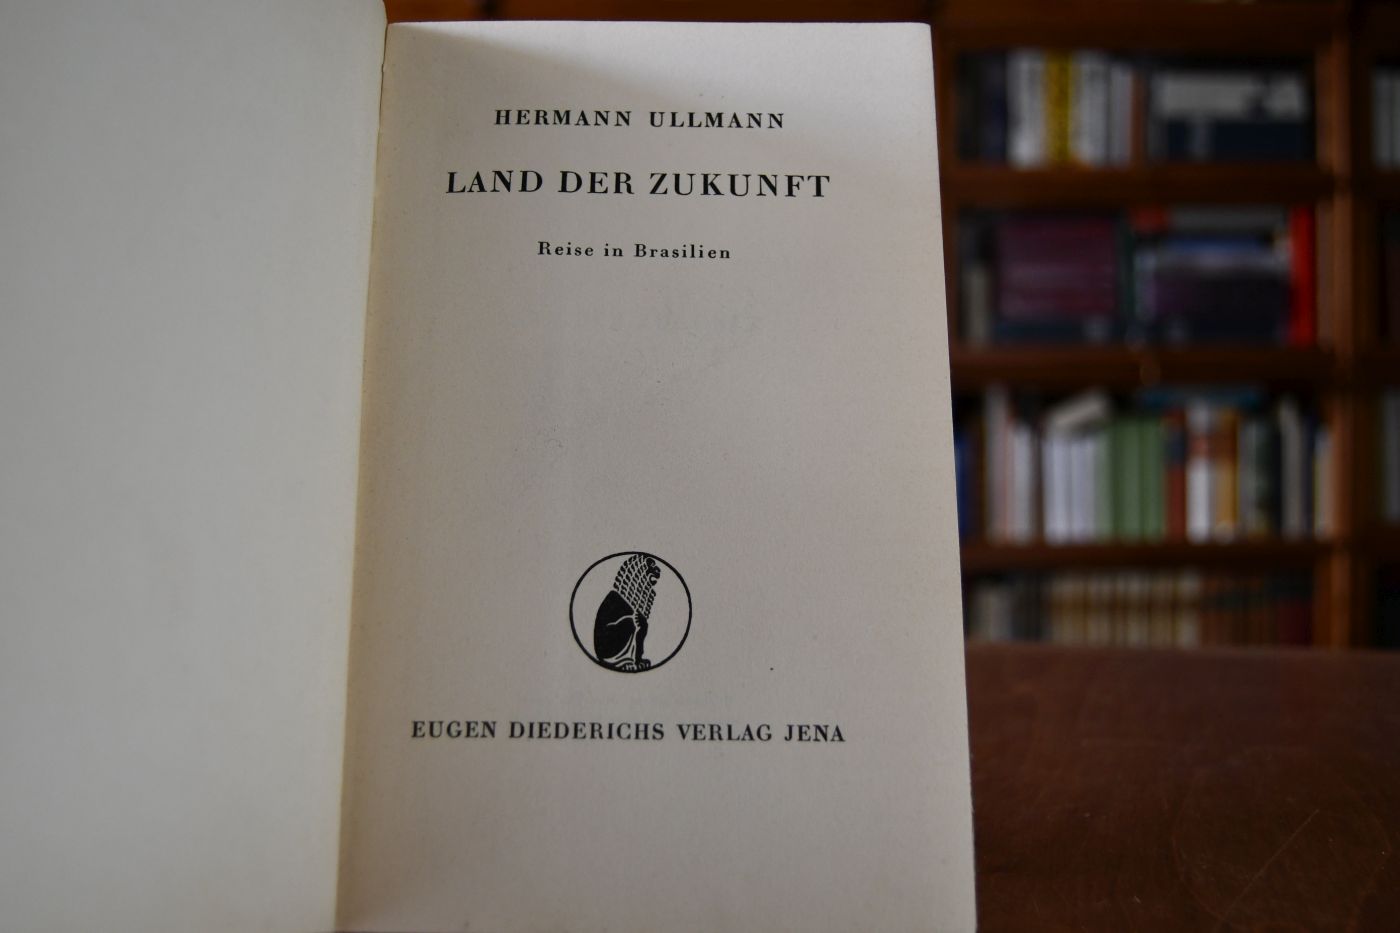 HERMANN ULLMANN
LAND DER ZUKUNFT
Reise in Brasilien
EUGEN DIEDERICHS VERLAG JENA